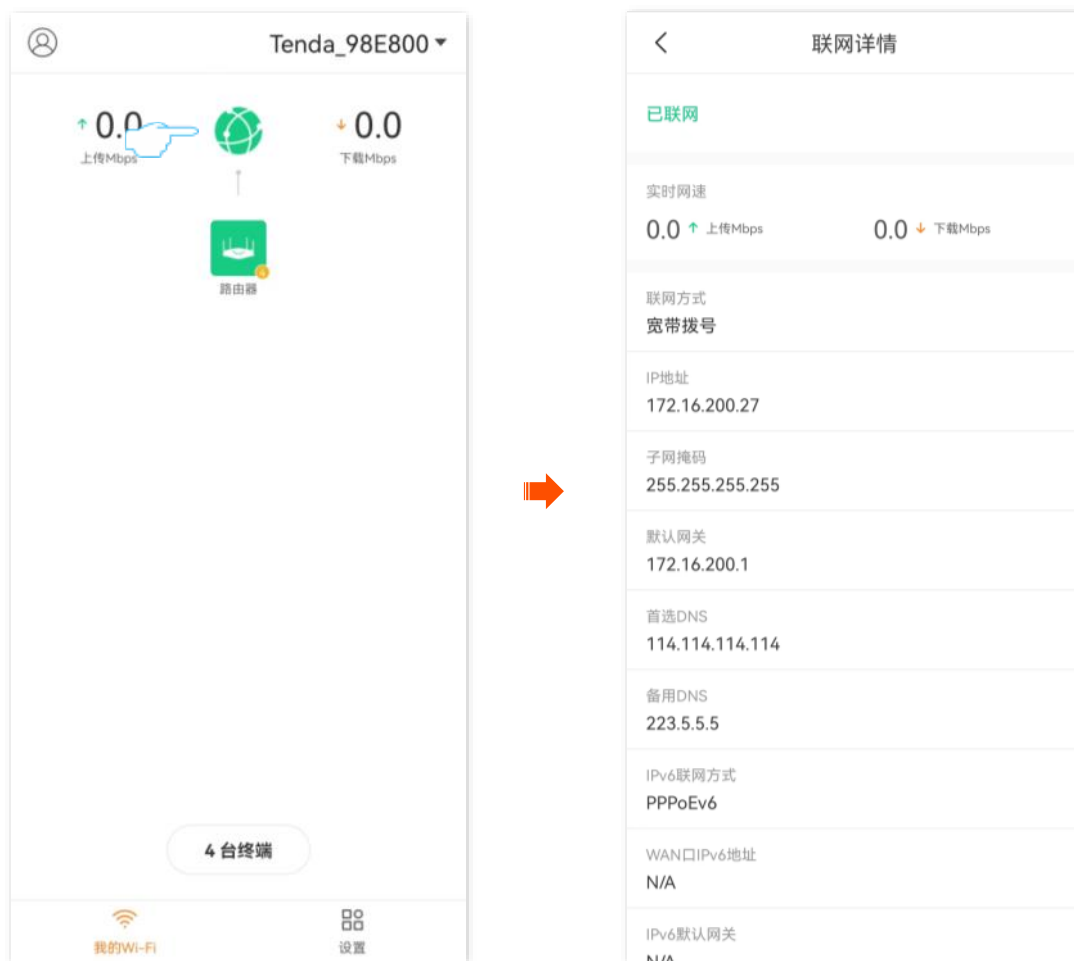 Tenda_98E800
↑ 0.0
上传Mbps
↓ 0.0
下载Mbps
4
路由器
4 台终端
我的Wi-Fi
设置
联网详情
已联网
实时网速
0.0 ↑ 上传Mbps
0.0 ↓ 下载Mbps
联网方式
宽带拨号
IP地址
172.16.200.27
子网掩码
255.255.255.255
默认网关
172.16.200.1
首选DNS
114.114.114.114
备用DNS
223.5.5.5
IPv6联网方式
PPPoEv6
WAN口IPv6地址
N/A
IPv6默认网关
N/A